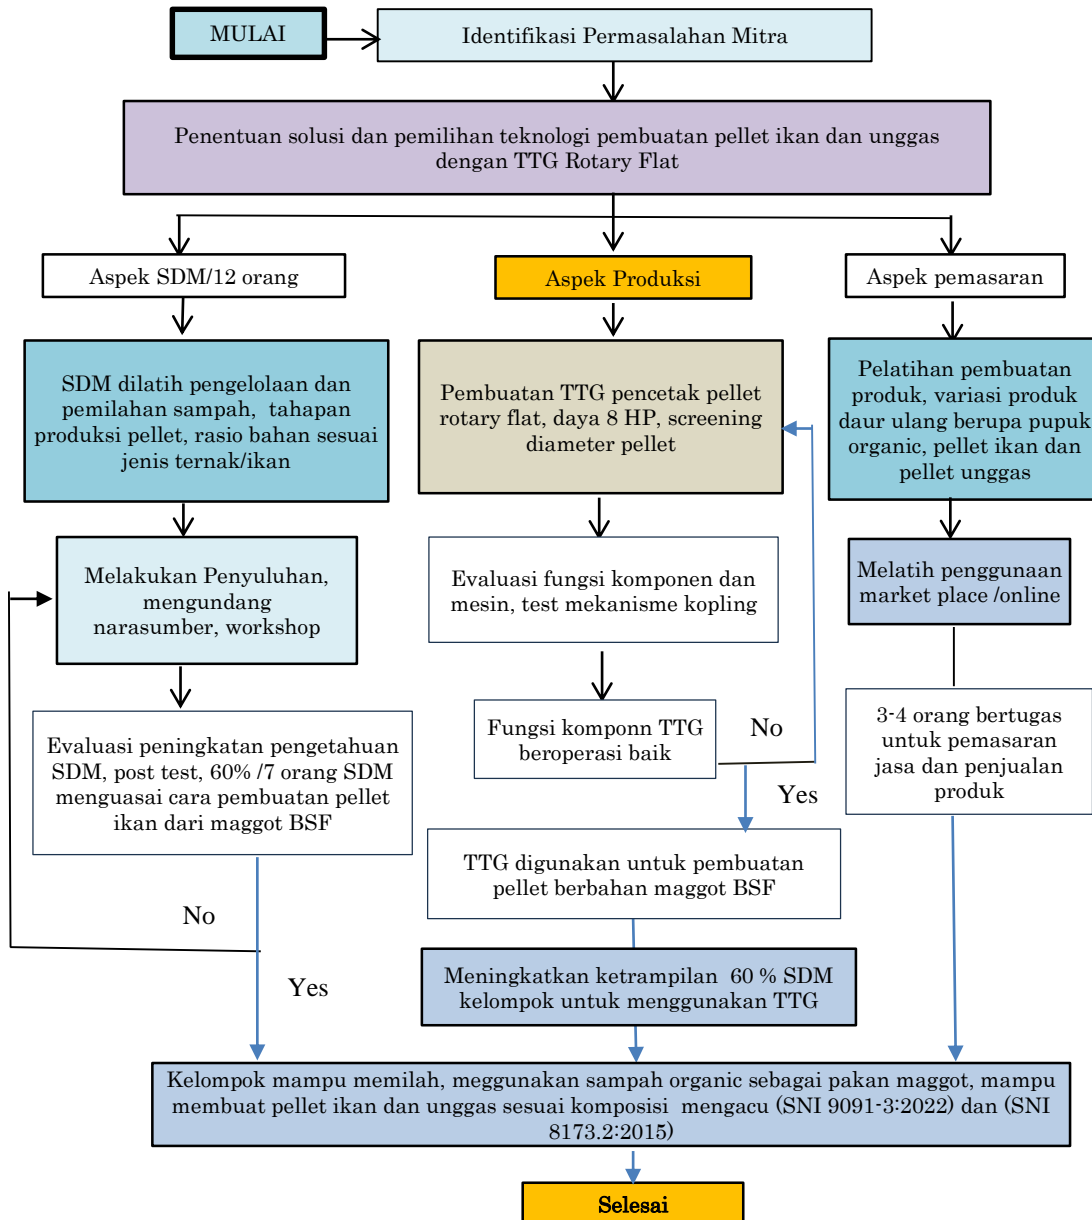 MULAI
Identifikasi Permasalahan Mitra
Penentuan solusi dan pemilihan teknologi pembuatan pellet ikan dan unggas
dengan TTG Rotary Flat
Aspek SDM/12 orang
Aspek Produksi
Aspek pemasaran
SDM dilatih pengelolaan dan
pemilahan sampah, tahapan
produksi pellet, rasio bahan sesuai
jenis ternak/ikan
Pembuatan TTG pencetak pellet
rotary flat, daya 8 HP, screening
diameter pellet
Pelatihan pembuatan
produk, variasi produk
daur ulang berupa pupuk
organic, pellet ikan dan
pellet unggas
Melakukan Penyuluhan,
mengundang
narasumber, workshop
Evaluasi fungsi komponen dan
mesin, test mekanisme kopling
Melatih penggunaan
market place /online
Evaluasi peningkatan pengetahuan
SDM, post test, 60% /7 orang SDM
menguasai cara pembuatan pellet
ikan dari maggot BSF
Fungsi komponn TTG
beroperasi baik
No
Yes
3-4 orang bertugas
untuk pemasaran
jasa dan penjualan
produk
TTG digunakan untuk pembuatan
pellet berbahan maggot BSF
No
Yes
Meningkatkan ketrampilan 60 % SDM
kelompok untuk menggunakan TTG
Kelompok mampu memilah, meggunakan sampah organic sebagai pakan maggot, mampu
membuat pellet ikan dan unggas sesuai komposisi mengacu (SNI 9091-3:2022) dan (SNI
8173.2:2015)
Selesai